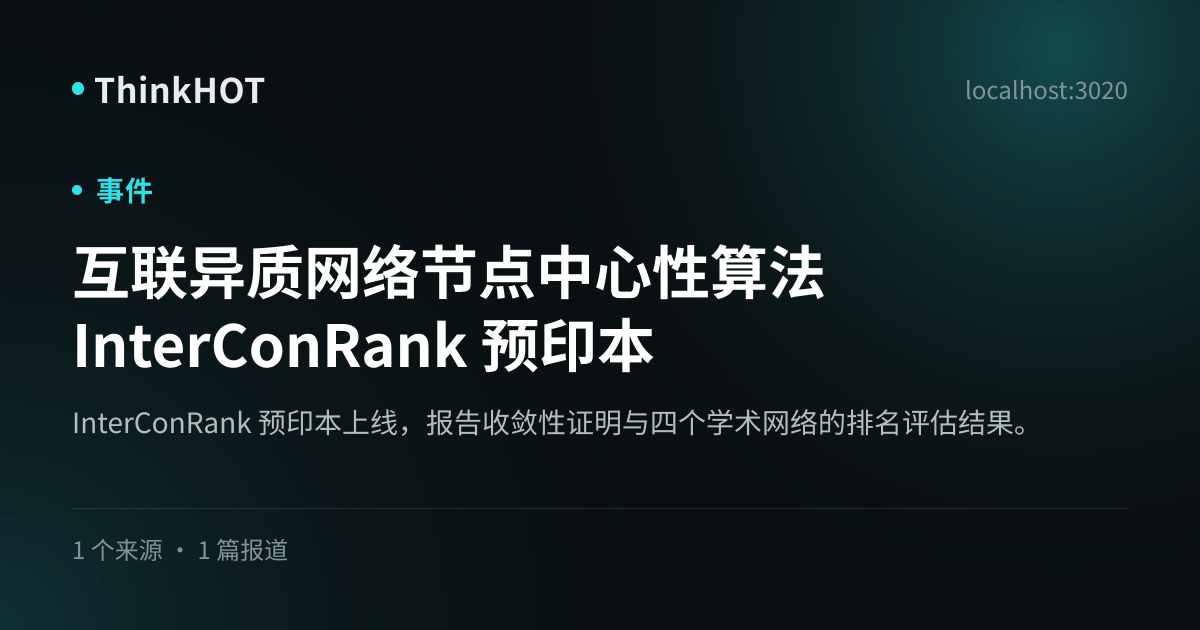 ThinkHOT
localhost:3020
事件
互联异质网络节点中心性算法
InterConRank 预印本
InterConRank 预印本上线，报告收敛性证明与四个学术网络的排名评估结果。
1 个来源 · 1 篇报道